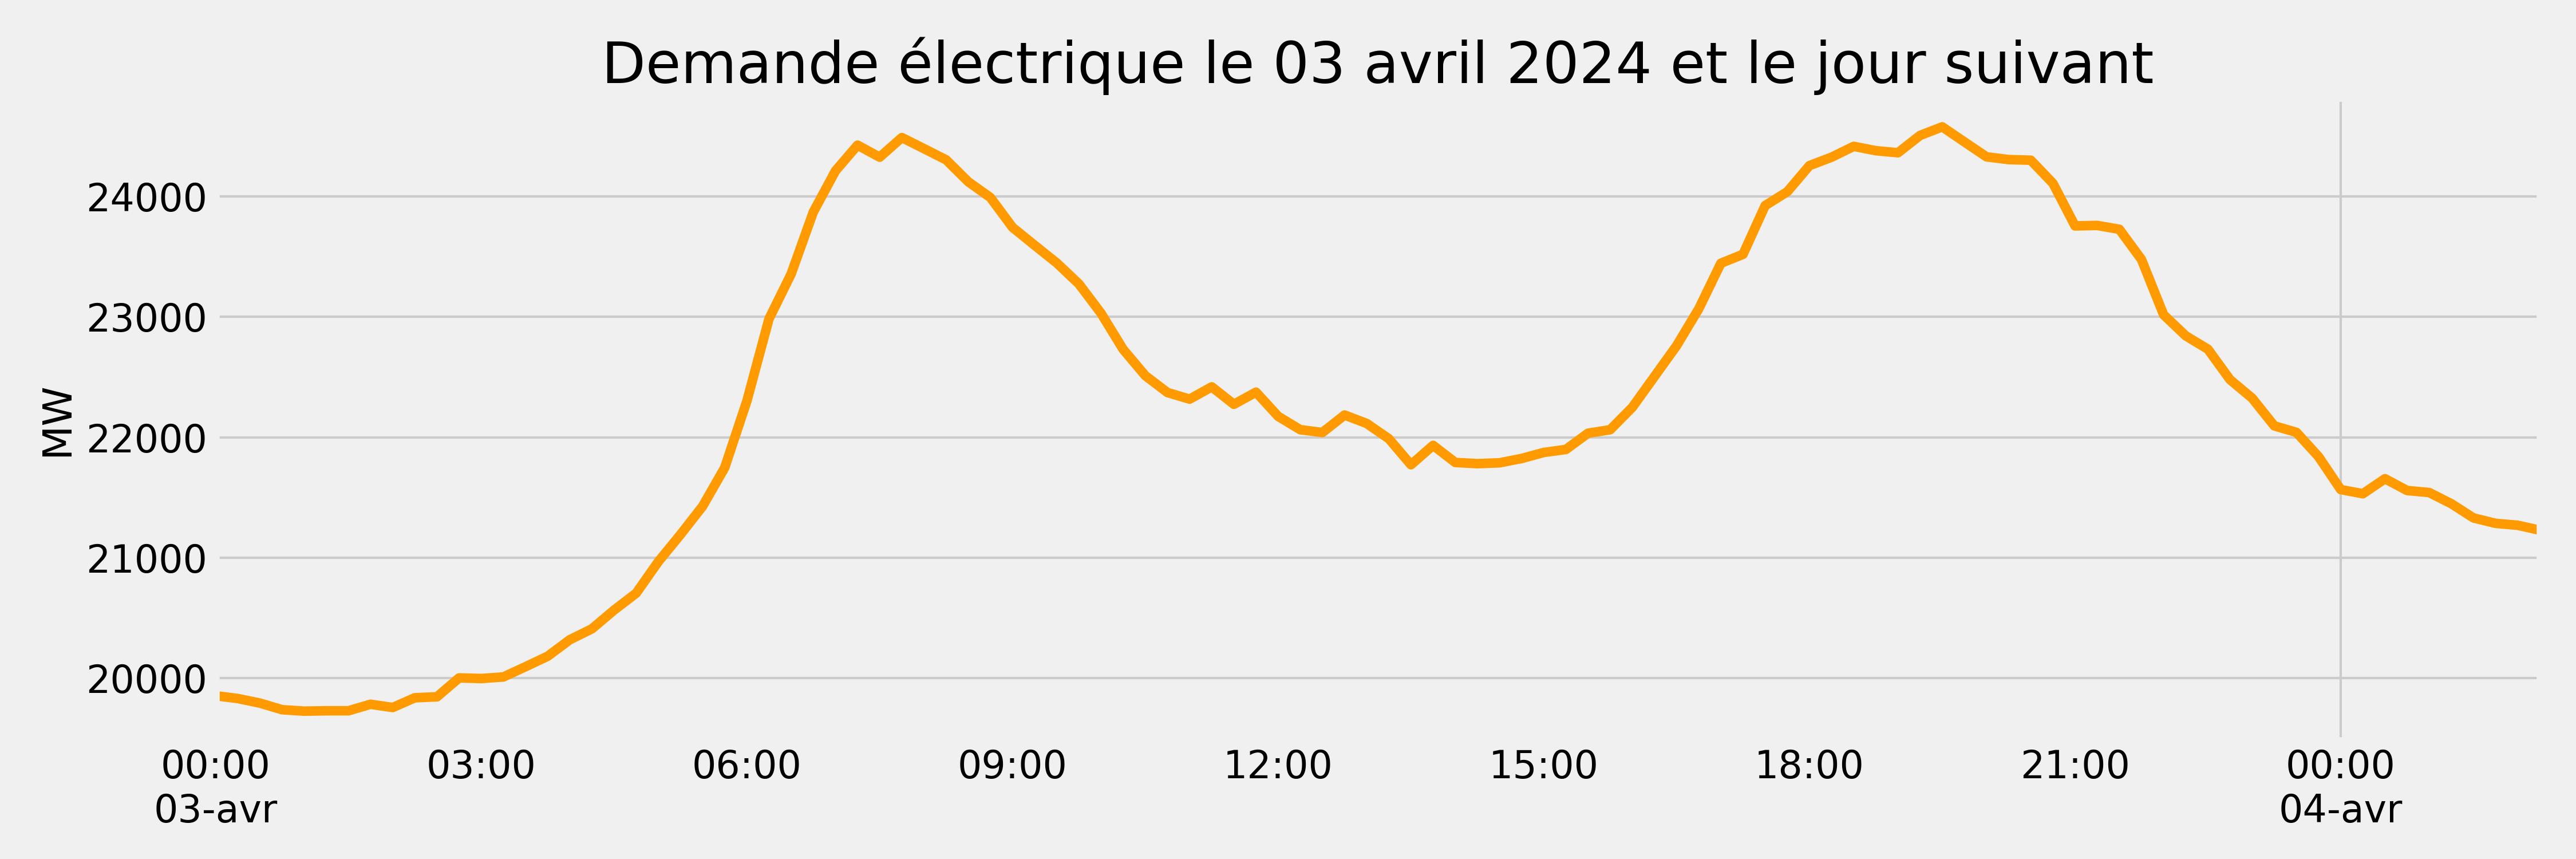 Demande électrique le 03 avril 2024 et le jour suivant
MW
24000
23000
22000
21000
20000
00:00 03:00 06:00 09:00 12:00 15:00 18:00 21:00 00:00
03-avr 04-avr